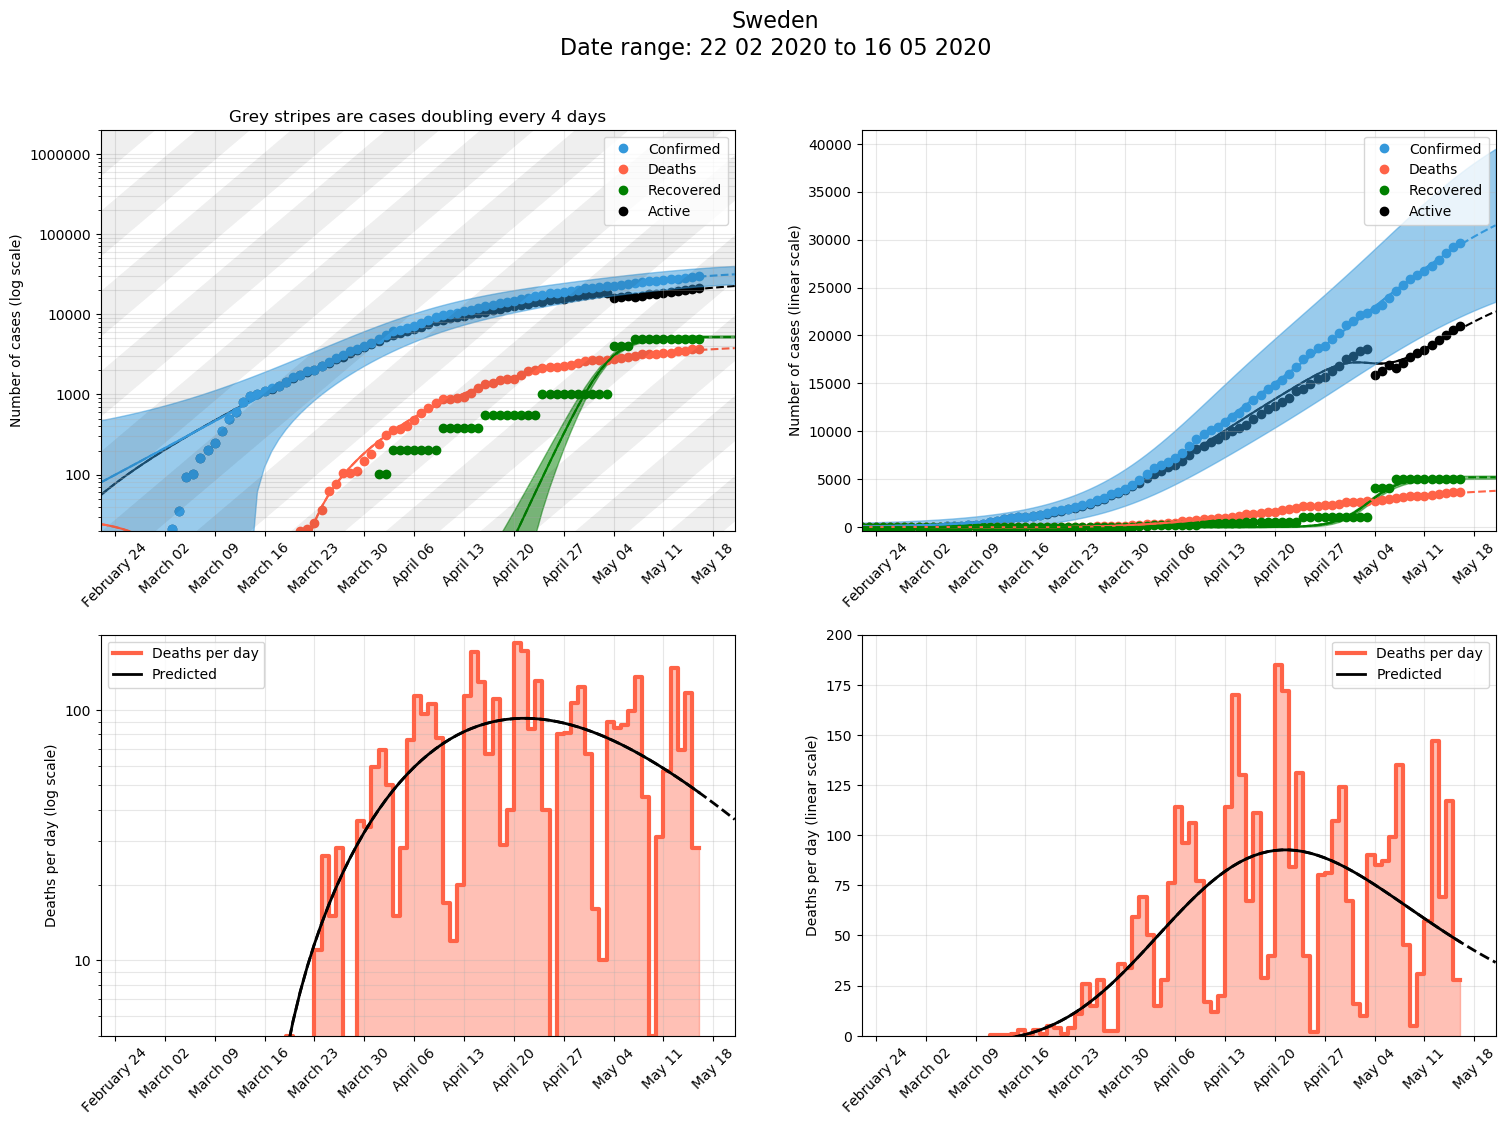 Sweden
Date range: 22 02 2020 to 16 05 2020
Grey stripes are cases doubling every 4 days
Number of cases (log scale)
1000000
100000
10000
1000
100
Confirmed
Deaths
Recovered
Active
February 24
March 02
March 09
March 16
March 23
March 30
April 06
April 13
April 20
April 27
May 04
May 11
May 18
Number of cases (linear scale)
40000
35000
30000
25000
20000
15000
10000
5000
0
Confirmed
Deaths
Recovered
Active
February 24
March 02
March 09
March 16
March 23
March 30
April 06
April 13
April 20
April 27
May 04
May 11
May 18
Deaths per day (log scale)
100
10
Deaths per day
Predicted
February 24
March 02
March 09
March 16
March 23
March 30
April 06
April 13
April 20
April 27
May 04
May 11
May 18
Deaths per day (linear scale)
200
175
150
125
100
75
50
25
0
Deaths per day
Predicted
February 24
March 02
March 09
March 16
March 23
March 30
April 06
April 13
April 20
April 27
May 04
May 11
May 18